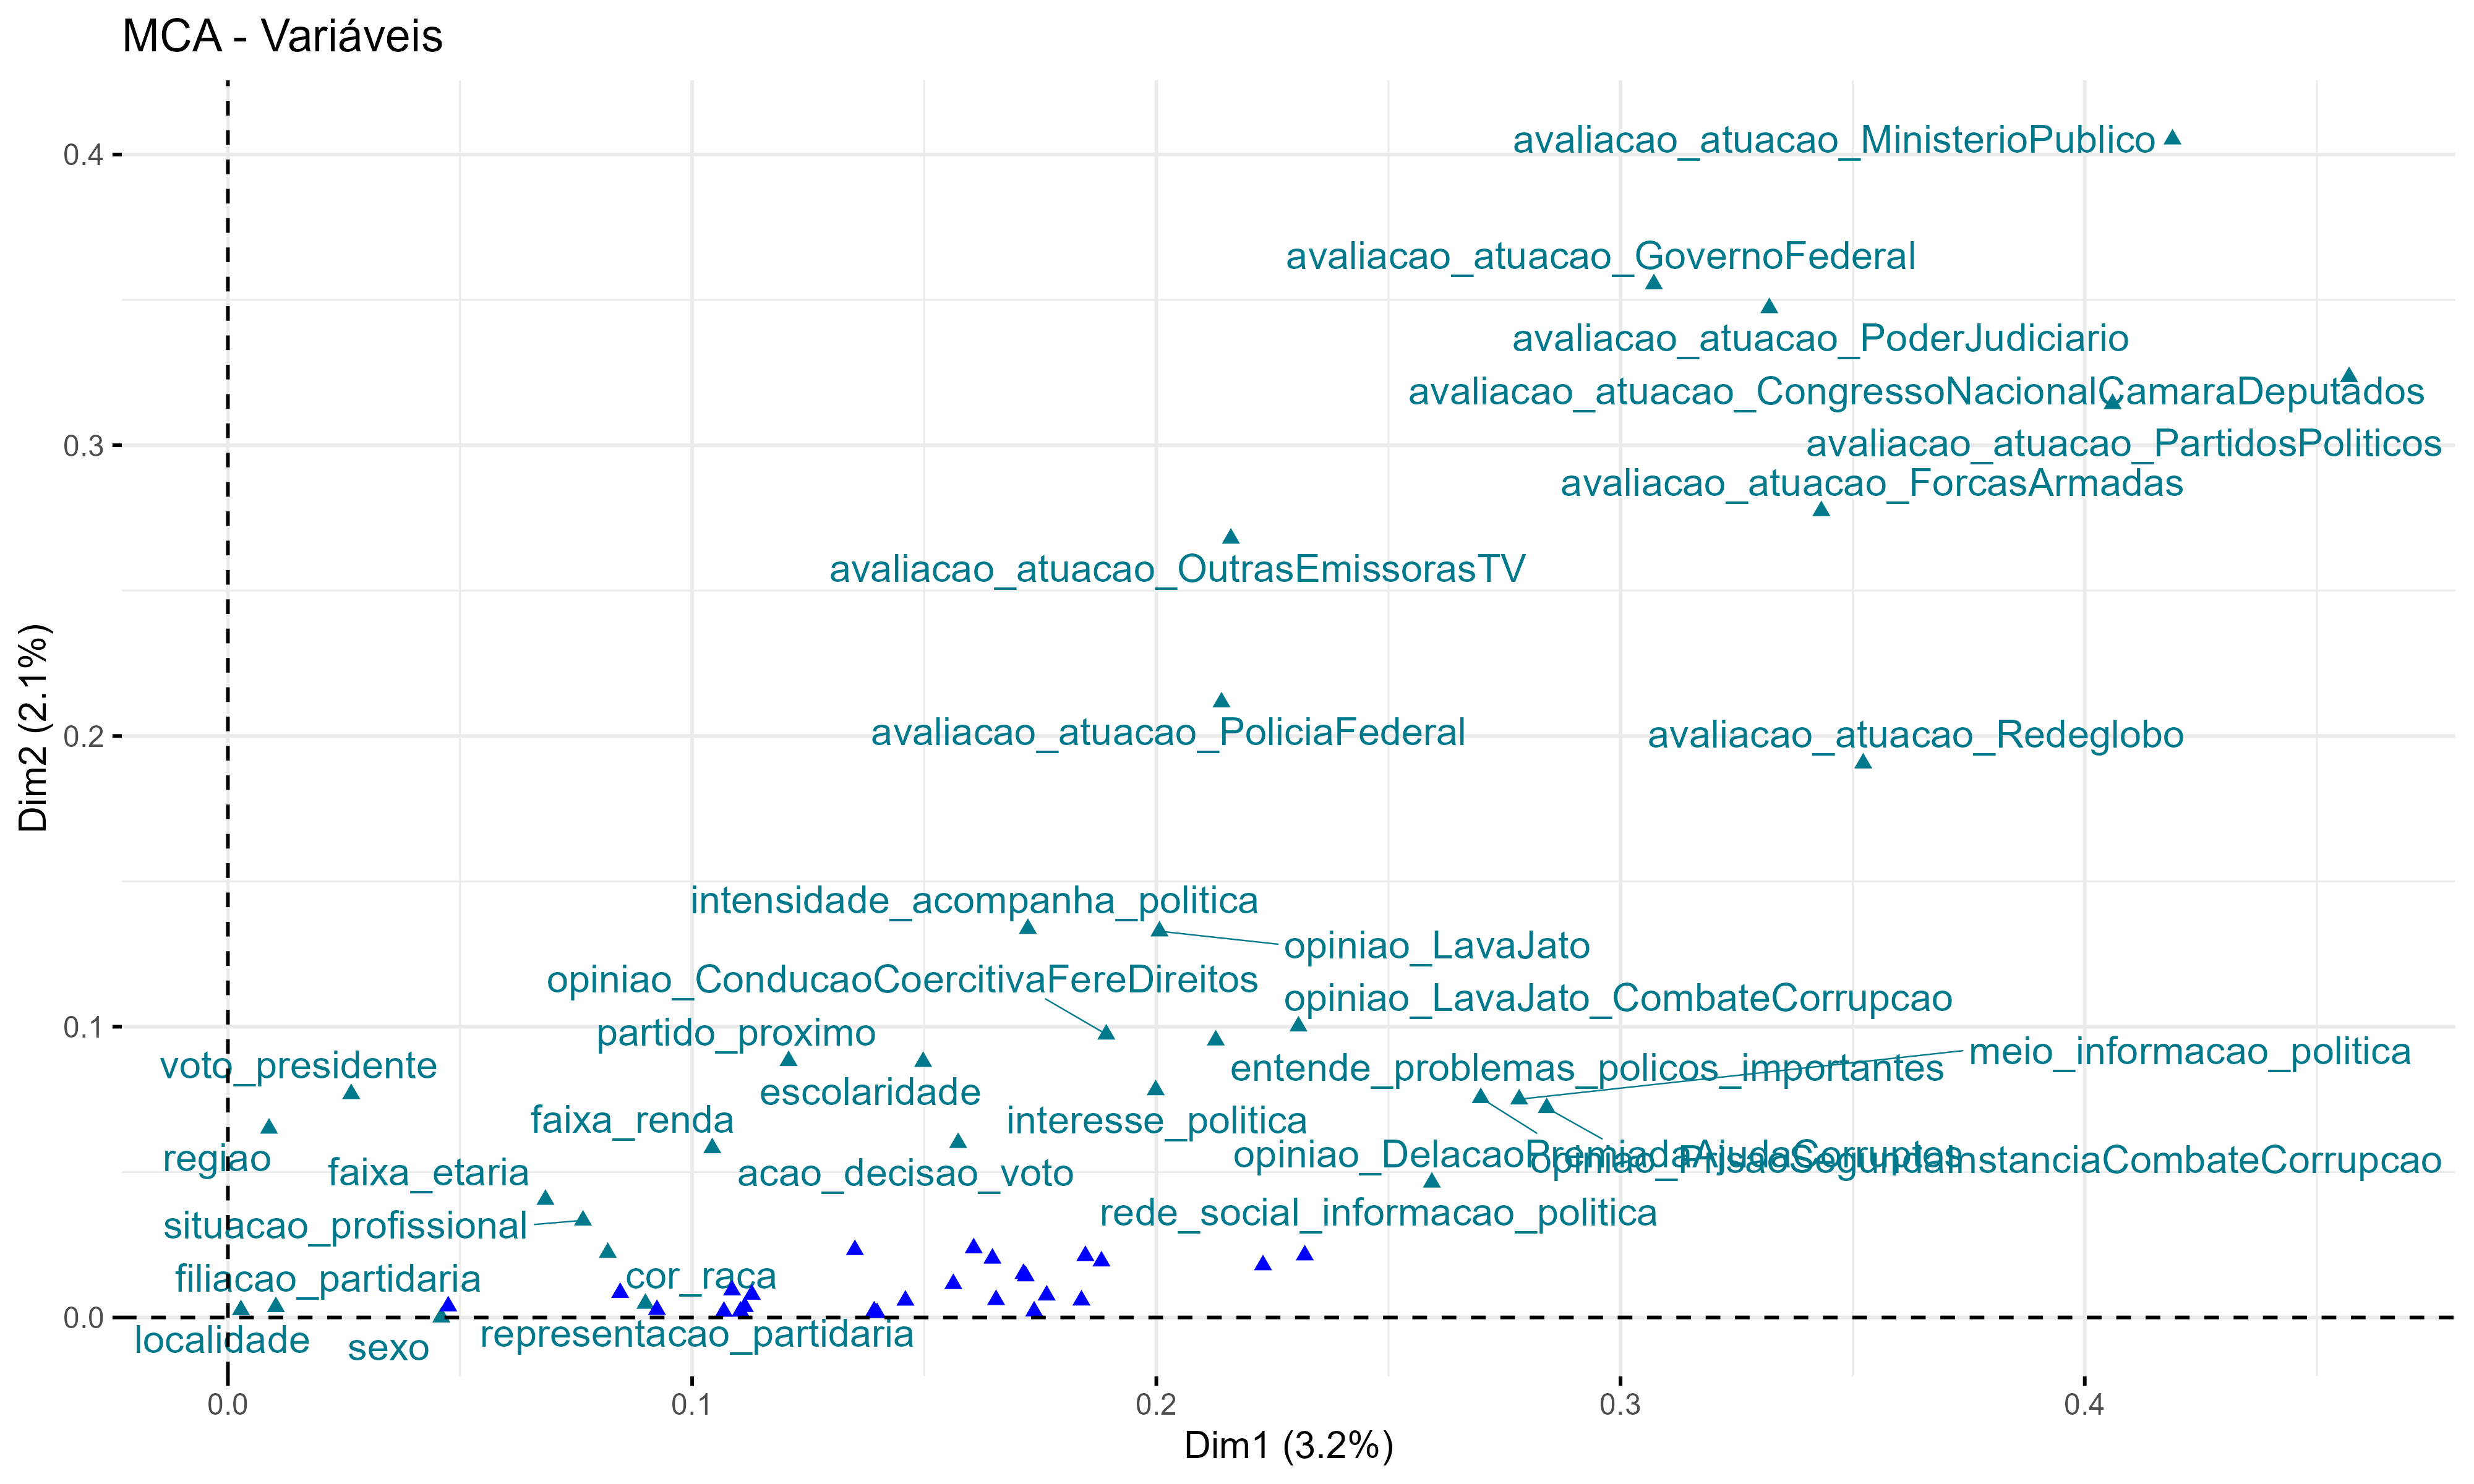 MCA - Variáveis
avaliacao_atuacao_MinisterioPublico
0.4
avaliacao_atuacao_GovernoFederal
avaliacao_atuacao_PoderJudiciario
avaliacao_atuacao_CongressoNacionalCamaraDeputados
avaliacao_atuacao_PartidosPoliticos
0.3
avaliacao_atuacao_ForcasArmadas
avaliacao_atuacao_OutrasEmissorasTV
Dim2 (2.1%)
avaliacao_atuacao_PoliciaFederal
avaliacao_atuacao_Redeglobo
0.2
intensidade_acompanha_politica
opiniao_LavaJato
opiniao_ConducaoCoercitivaFereDireitos
opiniao_LavaJato_CombateCorrupcao
0.1
partido_proximo
meio_informacao_politica
voto_presidente
entende_problemas_policos_importantes
escolaridade
faixa_renda
interesse_politica
regiao
opiniao_DelacaoPremiadaAjudaCorruptos
opiniao_PrisaoSegundaInstanciaCombateCorrupcao
faixa_etaria
acao_decisao_voto
rede_social_informacao_politica
situacao_profissional
filiacao_partidaria
cor_raca
0.0
representacao_partidaria
localidade
sexo
0.0
0.1
0.2
0.3
0.4
Dim1 (3.2%)